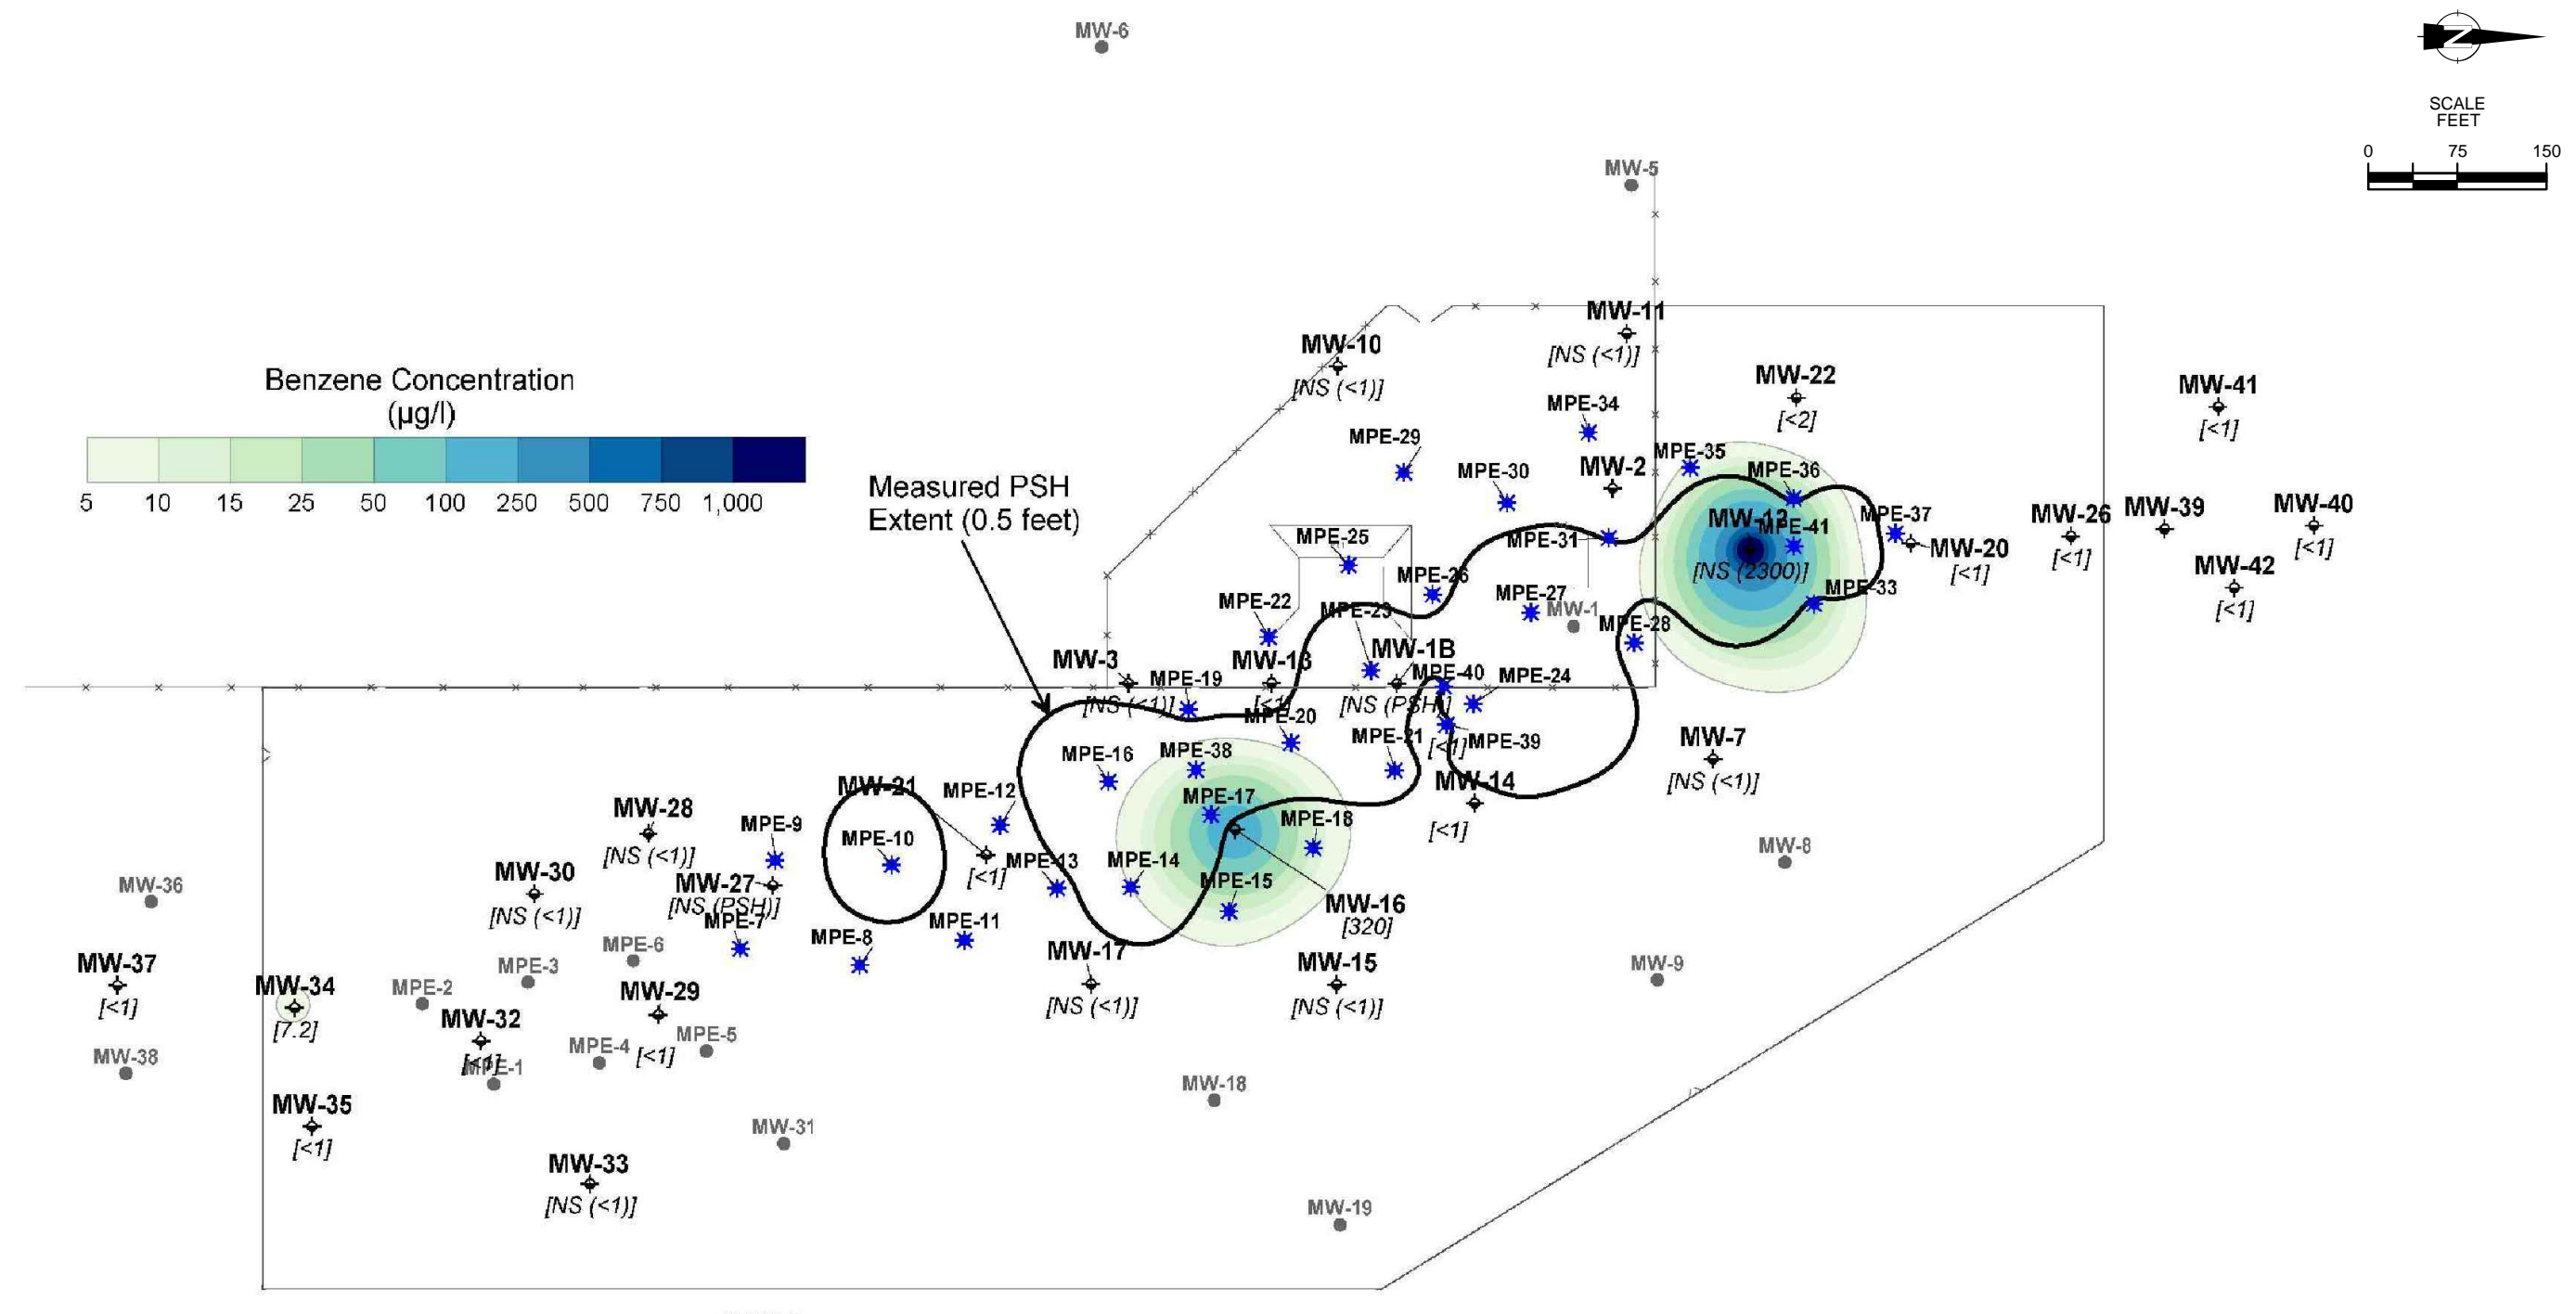 MW-6
Z
SCALE
FEET
0 75 150
MW-5
MW-11
[NS (<1)]
MW-10
[NS (<1)]
MW-22
[<2]
MW-41
[<1]
Benzene Concentration
(µg/l)
5 10 15 25 50 100 250 500 750 1,000
MPE-34
MPE-29
MPE-30
MW-2
MPE-35
MPE-36
Measured PSH
Extent (0.5 feet)
MW-12
MPE-41
[NS (2300)]
MPE-37
MW-20
[<1]
MW-26
[<1]
MW-39
MW-40
[<1]
MW-42
[<1]
MPE-25
MPE-31
MPE-26
MPE-27
MW-1
MPE-33
MPE-22
MPE-23
MPE-28
MW-3
[NS (<1)]
MPE-19
MW-13
[<1]
MW-1B
[NS (PSH)]
MPE-40
MPE-24
MPE-20
MPE-21
[<1]
MPE-39
MW-7
[NS (<1)]
MPE-16
MPE-38
MW-14
[<1]
MW-21
[<1]
MPE-12
MPE-17
MPE-18
MW-28
[NS (<1)]
MPE-9
MPE-10
MPE-13
MPE-14
MPE-15
MW-8
MW-36
MW-30
[NS (<1)]
MW-27
[NS (PSH)]
MPE-7
MPE-8
MPE-11
MW-16
[320]
MPE-6
MPE-3
MPE-2
MW-37
[<1]
MW-34
[7.2]
MW-17
[NS (<1)]
MW-15
[NS (<1)]
MW-9
MW-29
[<1]
MW-32
[<1]
MPE-1
MPE-4
MPE-5
MW-38
MW-18
MW-35
[<1]
MW-31
MW-33
[NS (<1)]
MW-19